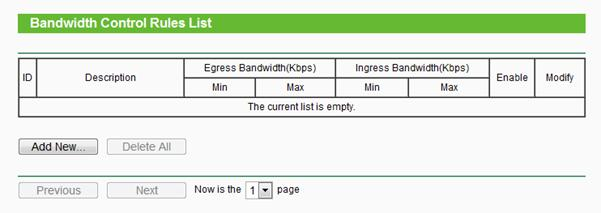 Bandwidth Control Rules List
ID Description Egress Bandwidth(Kbps) Ingress Bandwidth(Kbps) Enable Modify
Min Max Min Max
The current list is empty.
Add New... Delete All
Previous Next Now is the 1 page